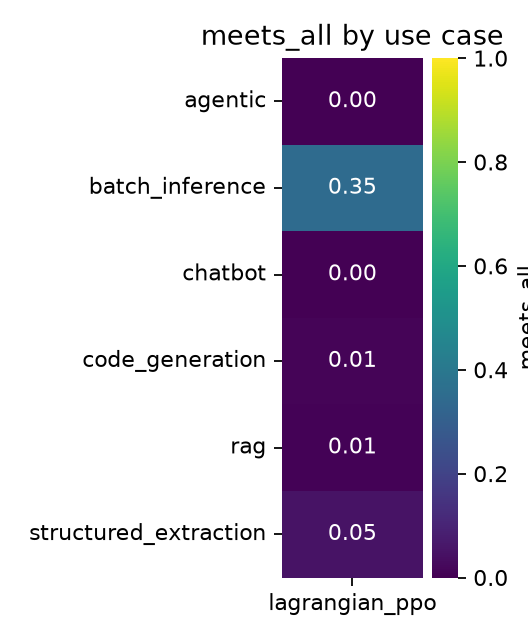 meets_all by use case
agentic
0.00
batch_inference
0.35
chatbot
0.00
code_generation
0.01
rag
0.01
structured_extraction
0.05
lagrangian_ppo
1.0
0.8
0.6
0.4
0.2
0.0
meets_all